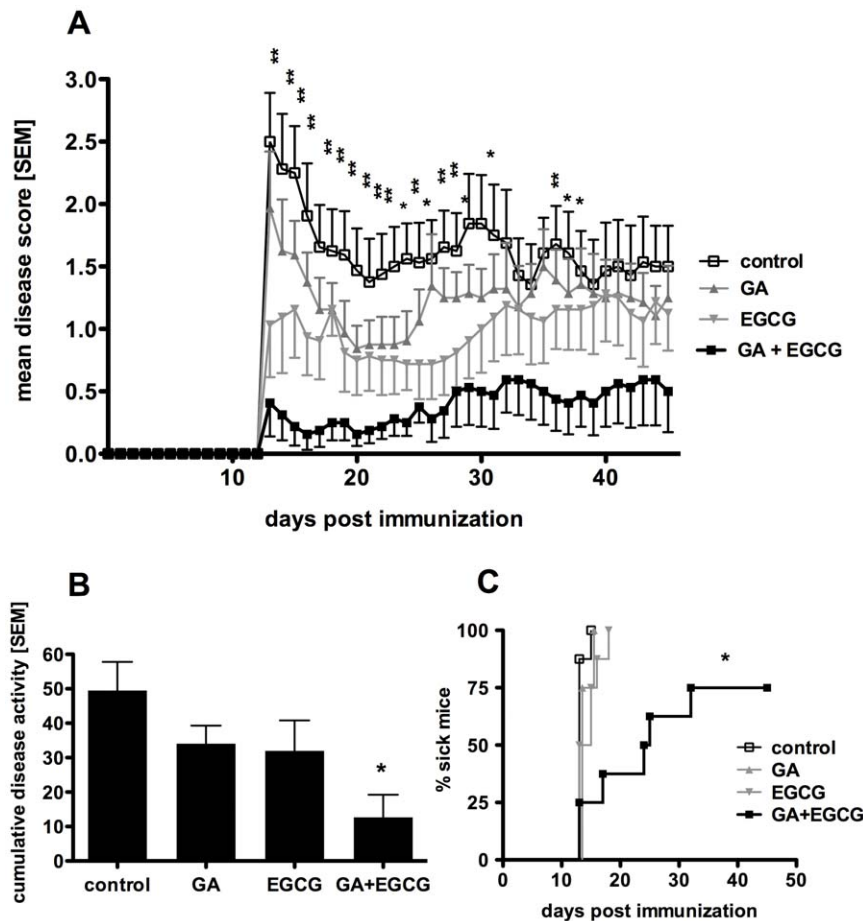 A
** ** ** ** ** ** ** ** ** ** * ** * ** ** * * ** * *
3.0
2.5
2.0
1.5
1.0
0.5
0.0
mean disease score [SEM]
10 20 30 40
days post immunization
control
GA
EGCG
GA + EGCG
B
60
50
40
30
20
10
0
cumulative disease activity [SEM]
*
control GA EGCG GA+EGCG
C
100
75
50
25
0
% sick mice
*
control
GA
EGCG
GA+EGCG
0 10 20 30 40 50
days post immunization